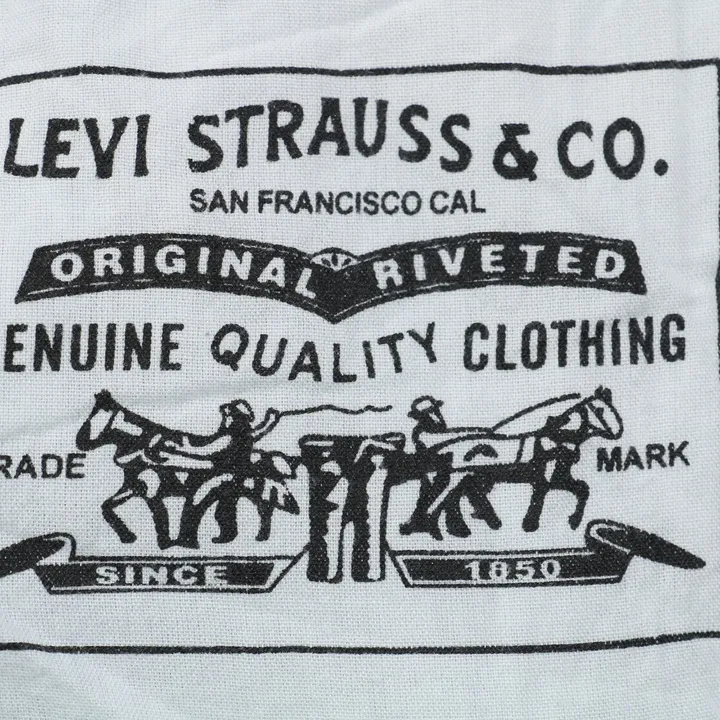 LEVI STRAUSS & CO.
SAN FRANCISCO CAL
ORIGINAL RIVETED
ENUINE QUALITY CLOTHING
RADE MARK
SINCE 1850